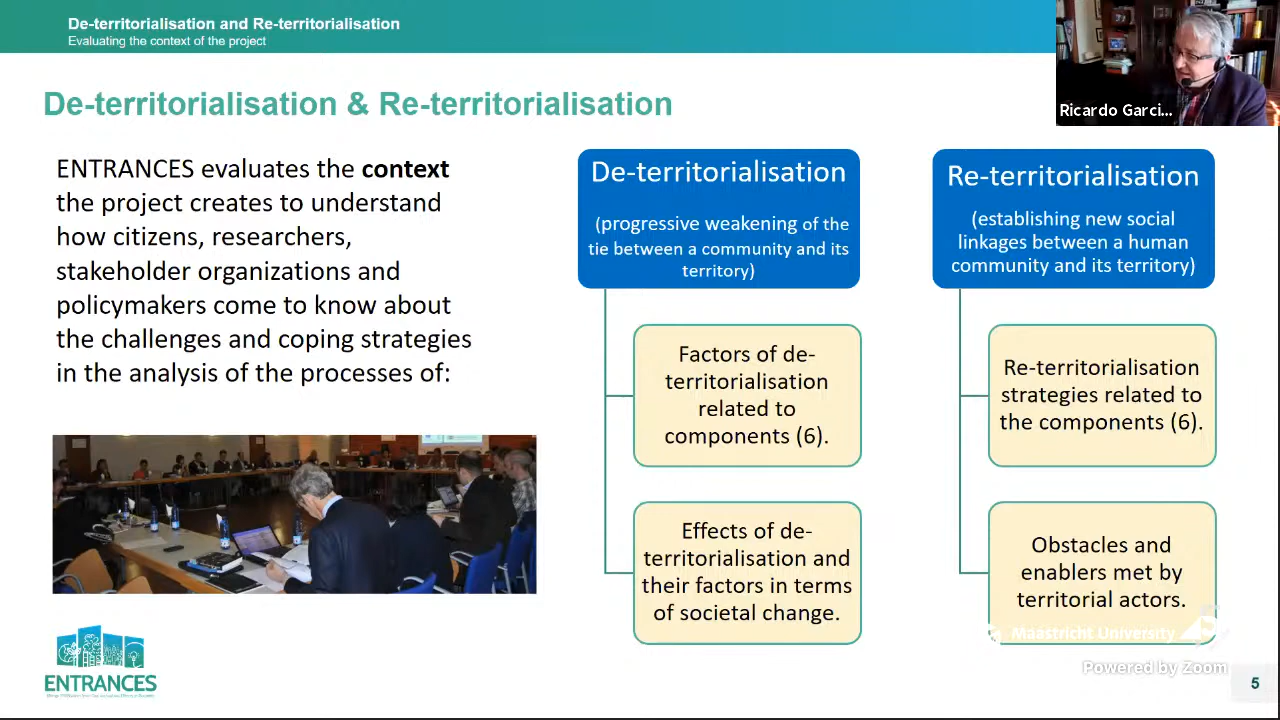 De-territorialisation and Re-territorialisation
Evaluating the context of the project
Ricardo Garci...
De-territorialisation & Re-territorialisation
ENTRANCES evaluates the context
the project creates to understand
how citizens, researchers,
stakeholder organizations and
policymakers come to know about
the challenges and coping strategies
in the analysis of the processes of:
De-territorialisation
(progressive weakening of the
tie between a community and its
territory)
Factors of de-
territorialisation
related to
components (6).
Effects of de-
territorialisation and
their factors in terms
of societal change.
Re-territorialisation
(establishing new social
linkages between a human
community and its territory)
Re-territorialisation
strategies related to
the components (6).
Obstacles and
enablers met by
territorial actors.
Maastricht University
Powered by Zoom
ENTRANCES
5